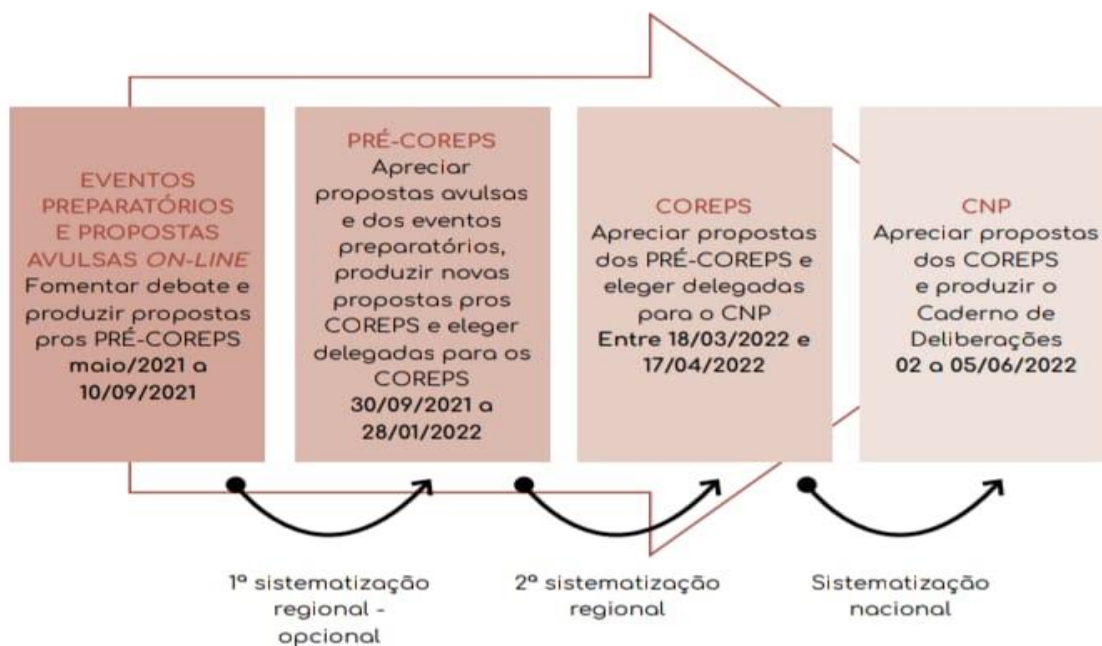 EVENTOS
PREPARATÓRIOS
E PROPOSTAS
AVULSAS ON-LINE
Fomentar debate e
produzir propostas
pros PRÉ-COREPS
maio/2021 a
10/09/2021
PRÉ-COREPS
Apreciar
propostas avulsas
e dos eventos
preparatórios,
produzir novas
propostas pros
COREPS e eleger
delegadas para os
COREPS
30/09/2021 a
28/01/2022
COREPS
Apreciar propostas
dos PRÉ-COREPS e
eleger delegadas
para o CNP
Entre 18/03/2022 e
17/04/2022
CNP
Apreciar propostas
dos COREPS
e produzir o
Caderno de
Deliberações
02 a 05/06/2022
1ª sistematização
regional -
opcional
2ª sistematização
regional
Sistematização
nacional